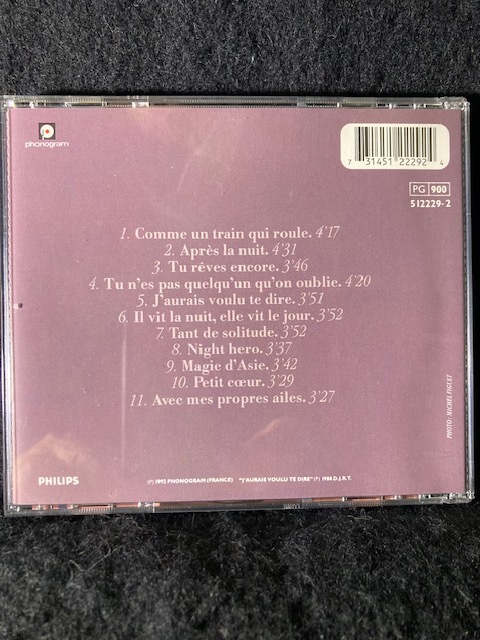 phonogram
7 31451 22292 4
PG 900
512229-2
1. Comme un train qui roule. 4'17
2. Après la nuit. 4'31
3. Tu rêves encore. 3'46
4. Tu n'es pas quelqu'un qu'on oublie. 4'20
5. J'aurais voulu te dire. 3'51
6. Il vit la nuit, elle vit le jour. 3'52
7. Tant de solitude. 3'52
8. Night hero. 3'37
9. Magie d'Asie. 3'42
10. Petit cœur. 3'29
11. Avec mes propres ailes. 3'27
PHOTO: MICKEL FIGUET
PHILIPS
℗ 1992 PHONOGRAM (FRANCE) "J'AURAIS VOULU TE DIRE" ℗ 1988 D.J.R.T.